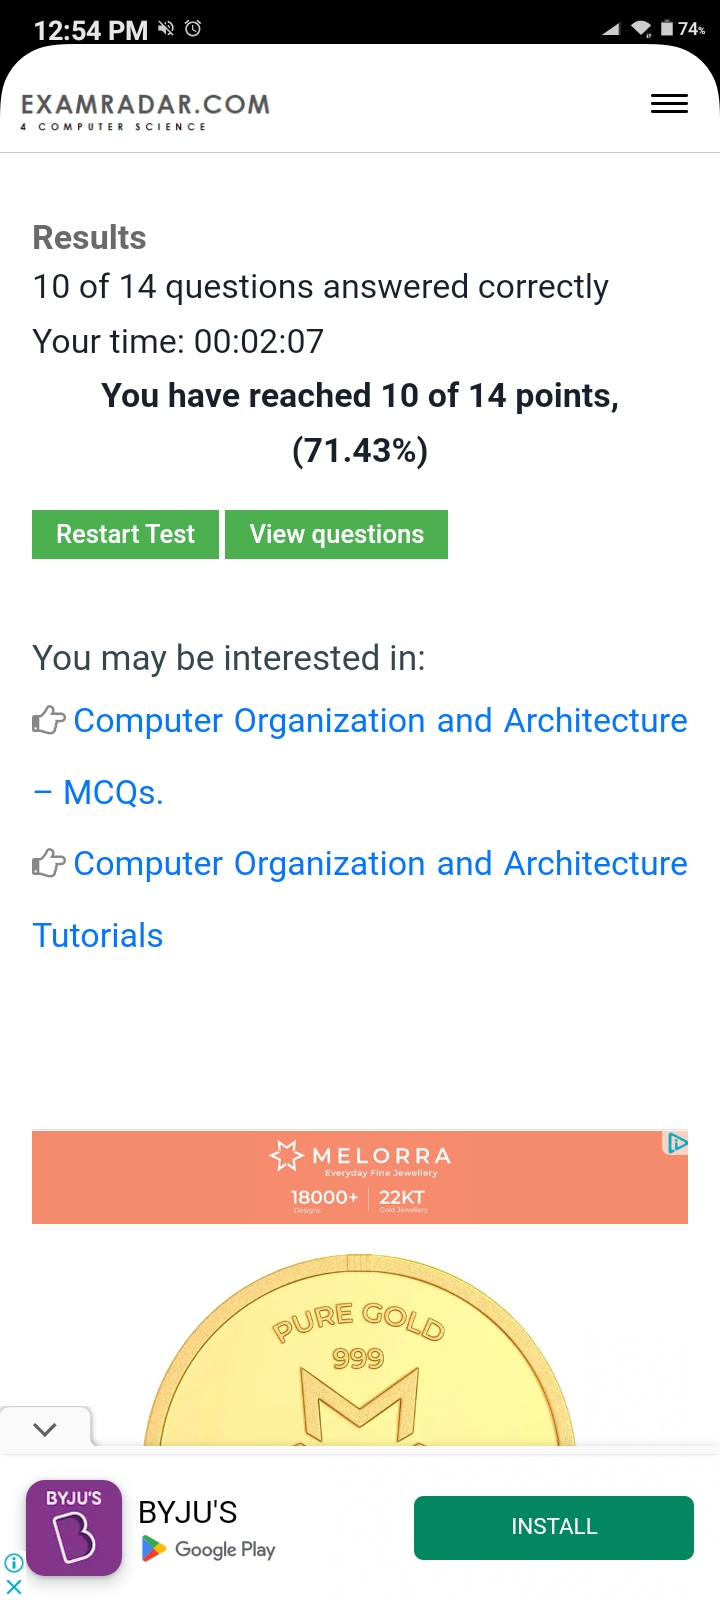 12:54 PM
74%
EXAMRADAR.COM
4 COMPUTER SCIENCE
Results
10 of 14 questions answered correctly
Your time: 00:02:07
You have reached 10 of 14 points,
(71.43%)
Restart Test
View questions
You may be interested in:
Computer Organization and Architecture
– MCQs.
Computer Organization and Architecture
Tutorials
MELORRA
Everyday Fine Jewellery
18000+ 22KT
Designs Gold Jewellery
PURE GOLD
999
BYJU'S
BYJU'S
Google Play
INSTALL